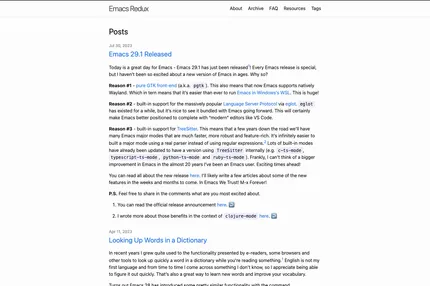 Emacs Redux
About Archive FAQ Resources Tags
Posts
Jul 30, 2023
Emacs 29.1 Released
Today is a great day for Emacs - Emacs 29.1 has just been released! Every Emacs release is special,
but I haven't been so excited about a new version of Emacs in ages. Why so?
Reason #1 - pure GTK front-end (a.k.a. pgtk). This also means that now Emacs supports natively
Wayland. Which in tern means that it's easier than ever to run Emacs in Windows's WSL. This is huge!
Reason #2 - built-in support for the massively popular Language Server Protocol via eglot. eglot
has existed for a while, but it's nice to see it bundled with Emacs going forward. This will certainly
make Emacs better positioned to complete with "modern" editors like VS Code.
Reason #3 - built-in support for TreeSitter. This means that a few years down the road we'll have
many Emacs major modes that are much faster, more robust and feature-rich. It's infinitely easier to
built a major mode using a real parser instead of using regular expressions. Lots of built-in modes
have already been updated to have a version using TreeSitter internally (e.g. c-ts-mode,
typescript-ts-mode, python-ts-mode and ruby-ts-mode). Frankly, I can't think of a bigger
improvement in Emacs in the almost 20 years I've been an Emacs user. Exciting times ahead!
You can read all about the new release here. I'll likely write a few articles about some of the new
features in the weeks and months to come. In Emacs We Trust! M-x Forever!
P.S. Feel free to share in the comments what are you most excited about.
1. You can read the official release announcement here.
2. I wrote more about those benefits in the context of clojure-mode here.
Apr 11, 2023
Looking Up Words in a Dictionary
In recent years I grew quite used to the functionality presented by e-readers, some browsers and
other tools to look up quickly a word in a dictionary while you're reading something. English is not my
first language and from time to time I come across something I don't know, so I appreciate being able
to figure it out quickly. That's also a great way to learn new words and improve your vocabulary.